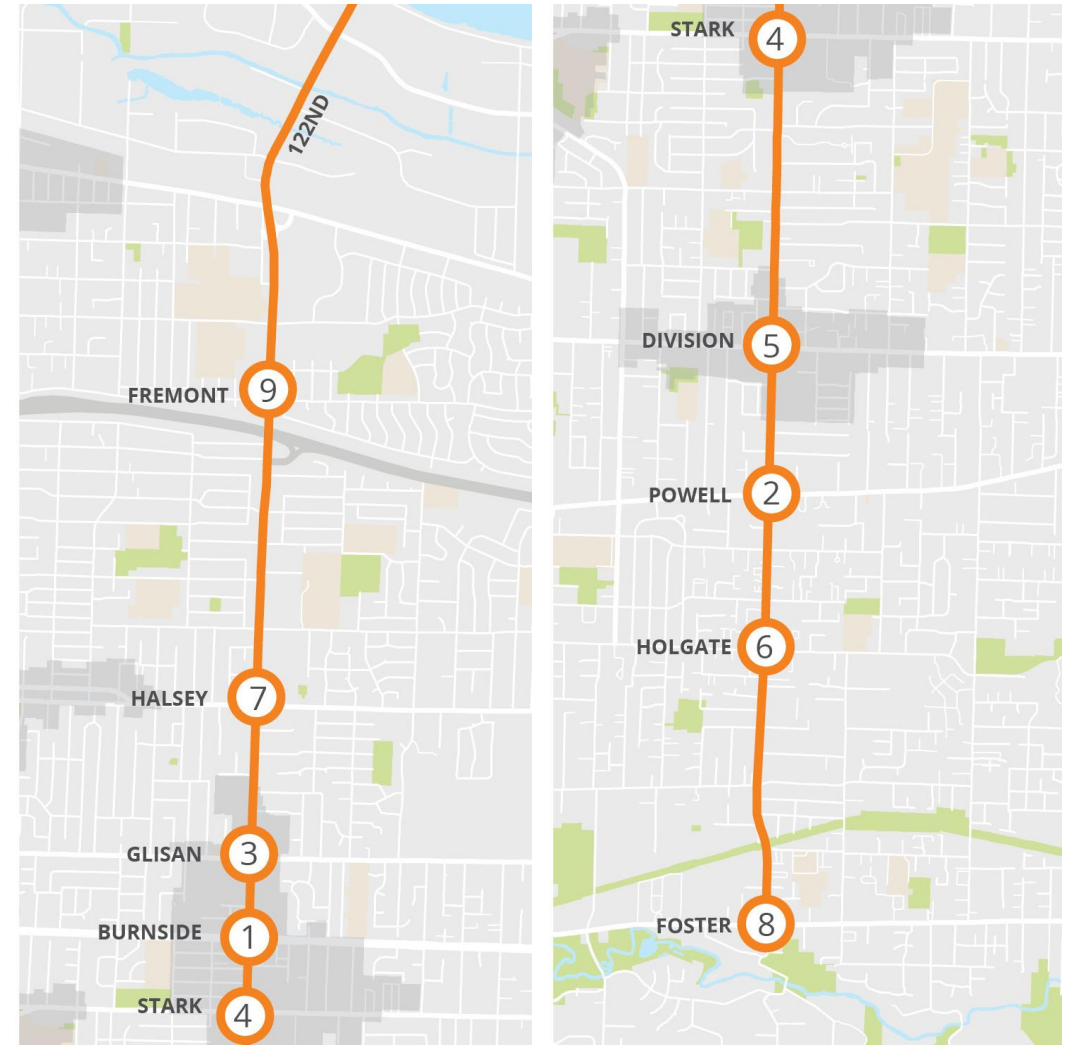 122ND
FREMONT 9
HALSEY 7
GLISAN 3
BURNSIDE 1
STARK 4
STARK 4
DIVISION 5
POWELL 2
HOLGATE 6
FOSTER 8